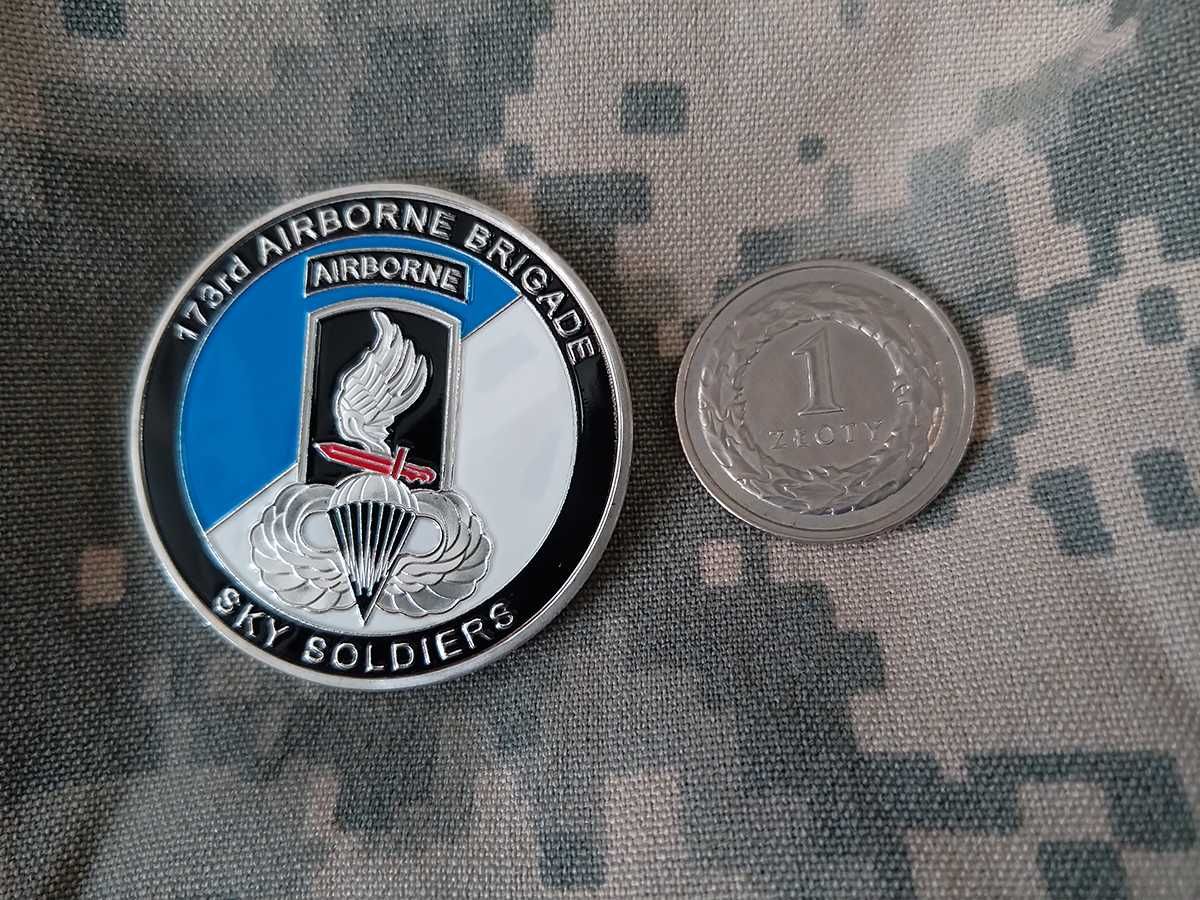 173rd AIRBORNE BRIGADE
AIRBORNE
SKY SOLDIERS
1
ZŁOTY